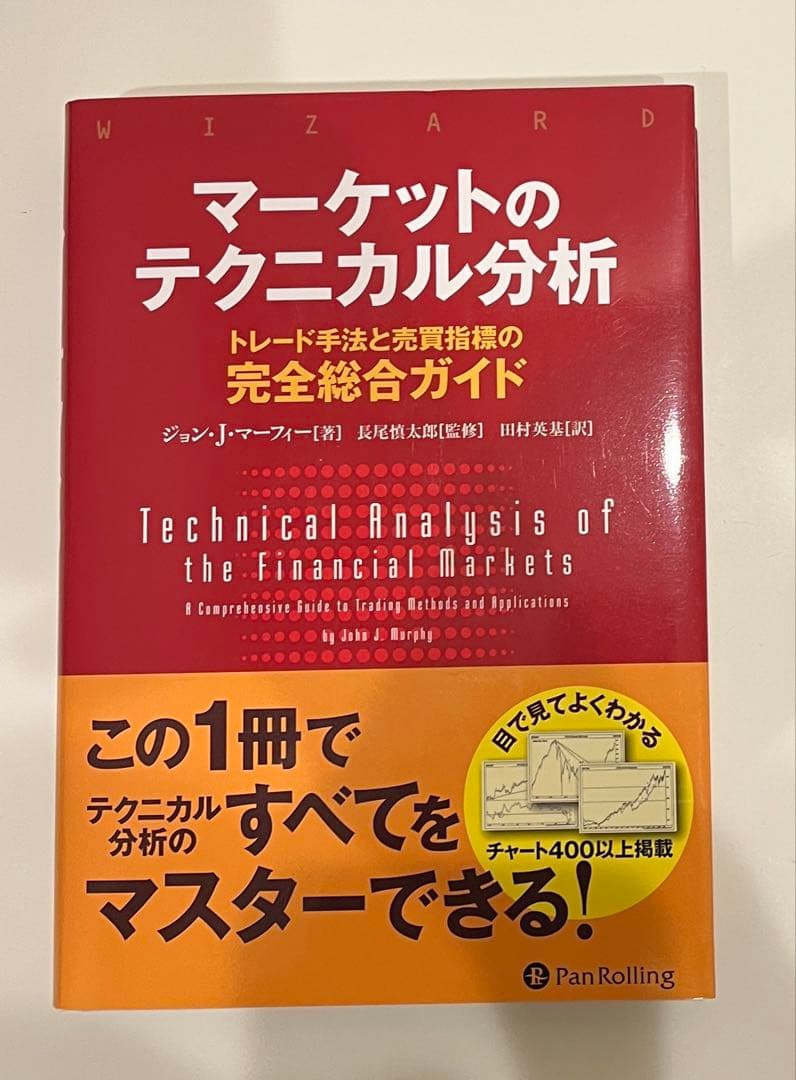 WIZARD
マーケットの
テクニカル分析
トレード手法と売買指標の
完全総合ガイド
ジョン・J・マーフィー[著] 長尾慎太郎[監修] 田村英基[訳]
Technical Analysis of
the Financial Markets
A Comprehensive Guide to Trading Methods and Applications
by John J. Murphy
この1冊で
テクニカル
分析の
すべてを
マスターできる!
目で見てよくわかる
チャート400以上掲載
PanRolling